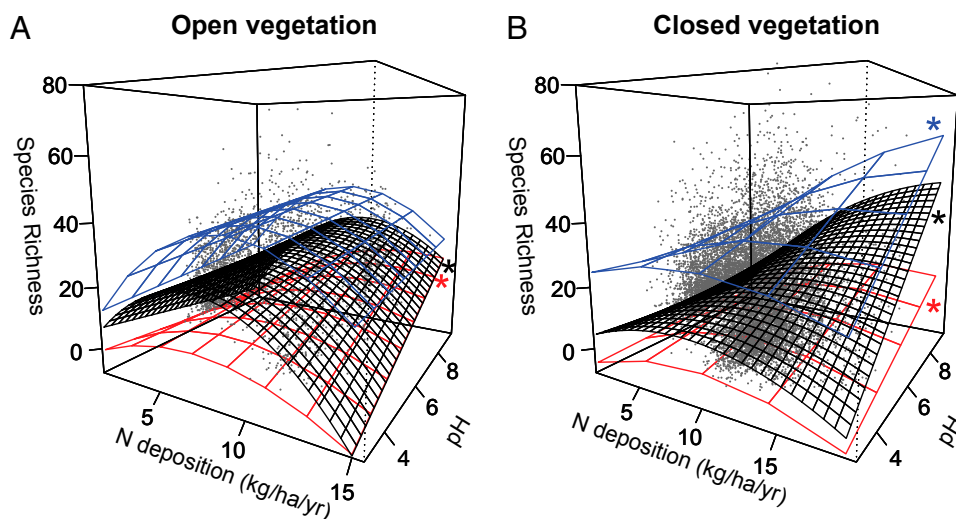 A
Open vegetation
80
60
40
20
0
Species Richness
5
10
15
N deposition (kg/ha/yr)
4
6
8
pH
*
*
B
Closed vegetation
80
60
40
20
0
Species Richness
5
10
15
N deposition (kg/ha/yr)
4
6
8
pH
*
*
*